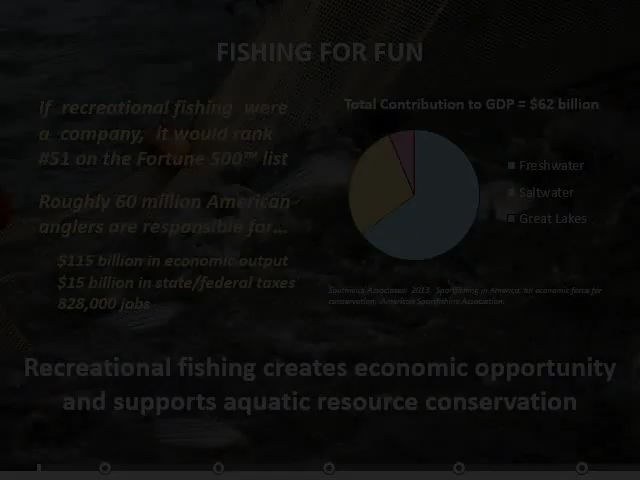 FISHING FOR FUN
If recreational fishing were
a company, it would rank
#51 on the Fortune 500™ list
Roughly 60 million American
anglers are responsible for...
$115 billion in economic output
$15 billion in state/federal taxes
828,000 jobs
Total Contribution to GDP = $62 billion
Freshwater
Saltwater
Great Lakes
Southwick Associates. 2013. Sportfishing in America: An economic force for
conservation. American Sportfishing Association.
Recreational fishing creates economic opportunity
and supports aquatic resource conservation